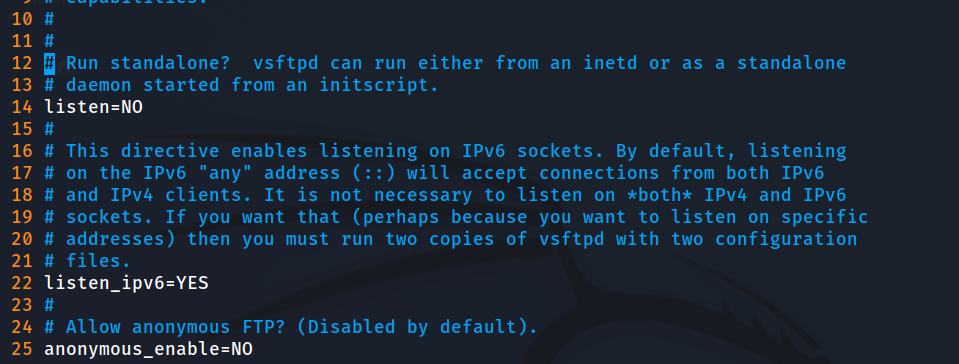 9 # capabilities.
10 #
11 #
12 # Run standalone?  vsftpd can run either from an inetd or as a standalone
13 # daemon started from an initscript.
14 listen=NO
15 #
16 # This directive enables listening on IPv6 sockets. By default, listening
17 # on the IPv6 "any" address (::) will accept connections from both IPv6
18 # and IPv4 clients. It is not necessary to listen on *both* IPv4 and IPv6
19 # sockets. If you want that (perhaps because you want to listen on specific
20 # addresses) then you must run two copies of vsftpd with two configuration
21 # files.
22 listen_ipv6=YES
23 #
24 # Allow anonymous FTP? (Disabled by default).
25 anonymous_enable=NO